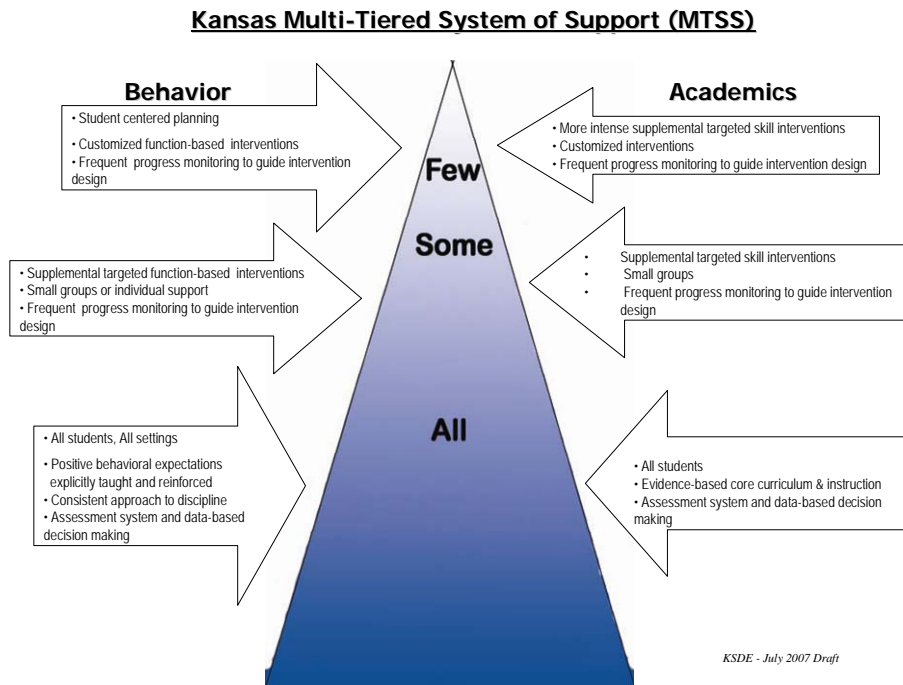 Kansas Multi-Tiered System of Support (MTSS)
Behavior
• Student centered planning
• Customized function-based interventions
• Frequent progress monitoring to guide intervention
design
• Supplemental targeted function-based interventions
• Small groups or individual support
• Frequent progress monitoring to guide intervention
design
• All students, All settings
• Positive behavioral expectations
explicitly taught and reinforced
• Consistent approach to discipline
• Assessment system and data-based
decision making
Few
Some
All
Academics
• More intense supplemental targeted skill interventions
• Customized interventions
• Frequent progress monitoring to guide intervention design
• Supplemental targeted skill interventions
• Small groups
• Frequent progress monitoring to guide intervention
design
• All students
• Evidence-based core curriculum & instruction
• Assessment system and data-based decision
making
KSDE - July 2007 Draft